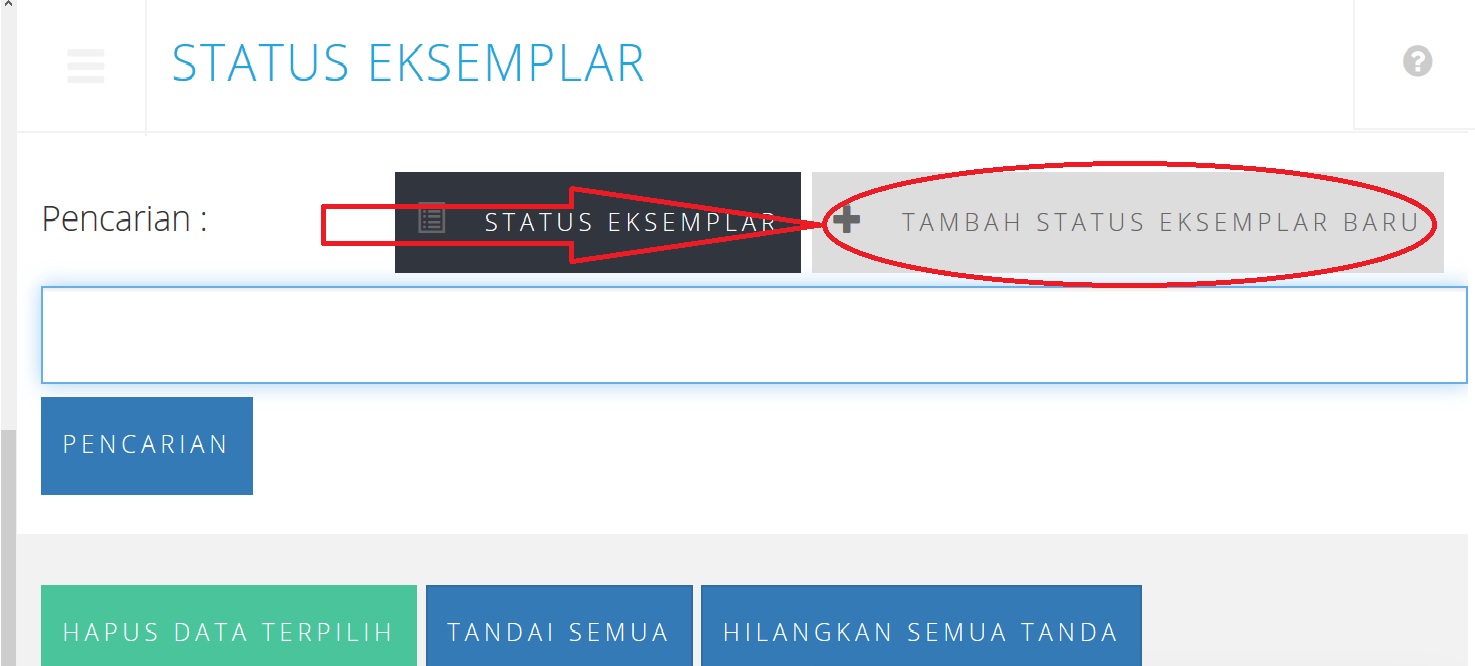 STATUS EKSEMPLAR
?
Pencarian :
STATUS EKSEMPLAR
TAMBAH STATUS EKSEMPLAR BARU
PENCARIAN
HAPUS DATA TERPILIH
TANDAI SEMUA
HILANGKAN SEMUA TANDA